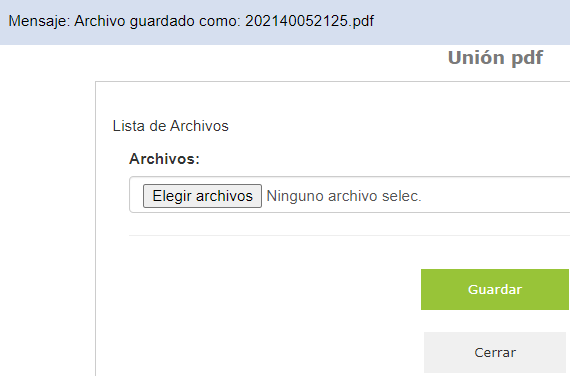 Mensaje: Archivo guardado como: 202140052125.pdf
Unión pdf
Lista de Archivos
Archivos:
Elegir archivos Ninguno archivo selec.
Guardar
Cerrar